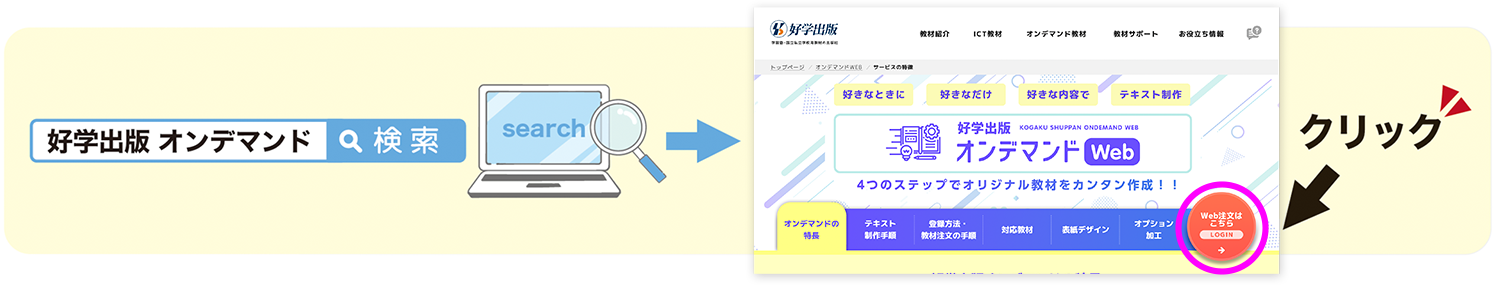 好学出版 オンデマンド
検索
search
好学出版
教材紹介
ICT教材
オンデマンド教材
教材サポート
お役立ち情報
トップページ / オンデマンドWEB / サービスの特徴
好きなときに
好きなだけ
好きな内容で
テキスト制作
好学出版 KOGAKU SHUPPAN ONDEMAND WEB
オンデマンド Web
4つのステップでオリジナル教材をカンタン作成！！
オンデマンドの
特長
テキスト
制作手順
登録方法・
教材注文の手順
対応教材
表紙デザイン
オプション
加工
Web注文は
こちら
LOGIN
クリック